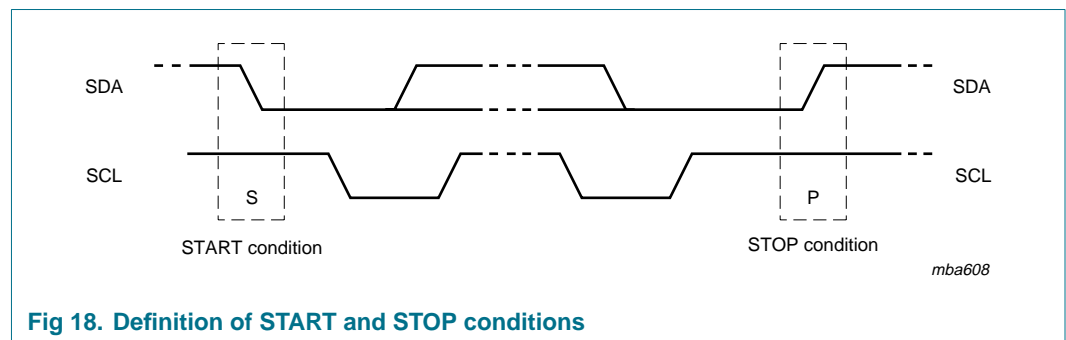 SDA
SDA
SCL
SCL
S
P
START condition
STOP condition
mba608
Fig 18. Definition of START and STOP conditions